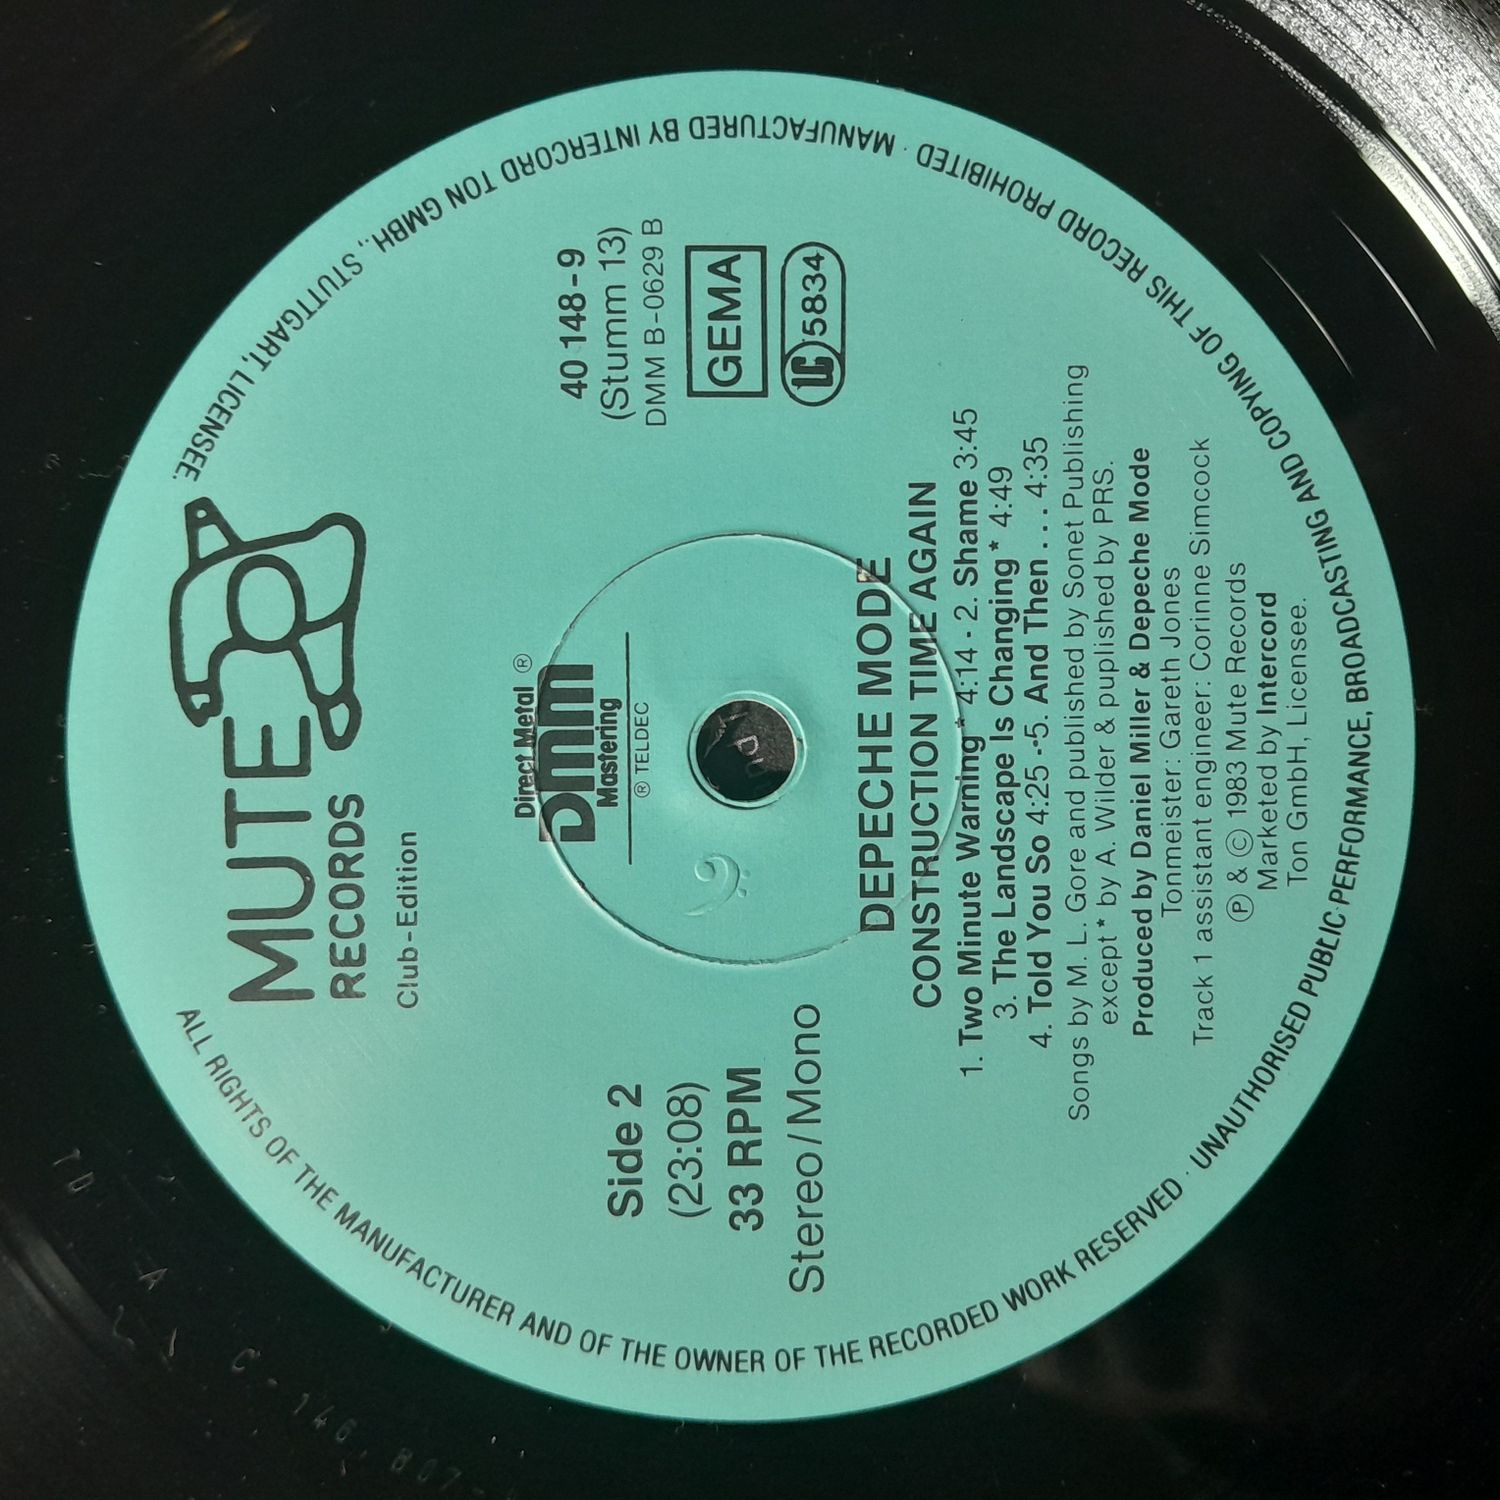 MUTE
RECORDS
Club-Edition
Direct Metal ®
DMM
Mastering
® TELDEC
Side 2
(23:08)
33 RPM
Stereo/Mono
40 148-9
(Stumm 13)
DMM B-0629 B
GEMA
LC 5834
DEPECHE MODE
CONSTRUCTION TIME AGAIN
1. Two Minute Warning * 4:14 - 2. Shame 3:45
3. The Landscape Is Changing * 4:49
4. Told You So 4:25 -5. And Then . . . . 4:35
Songs by M. L. Gore and published by Sonet Publishing
except * by A. Wilder & puplished by PRS.
Produced by Daniel Miller & Depeche Mode
Tonmeister: Gareth Jones
Track 1 assistant engineer: Corinne Simcock
Ⓟ & © 1983 Mute Records
Marketed by Intercord
Ton GmbH, Licensee.
ALL RIGHTS OF THE MANUFACTURER AND OF THE OWNER OF THE RECORDED WORK RESERVED · UNAUTHORISED PUBLIC PERFORMANCE, BROADCASTING AND COPYING OF THIS RECORD PROHIBITED · MANUFACTURED BY INTERCORD TON GMBH., STUTTGART, LICENSEE.